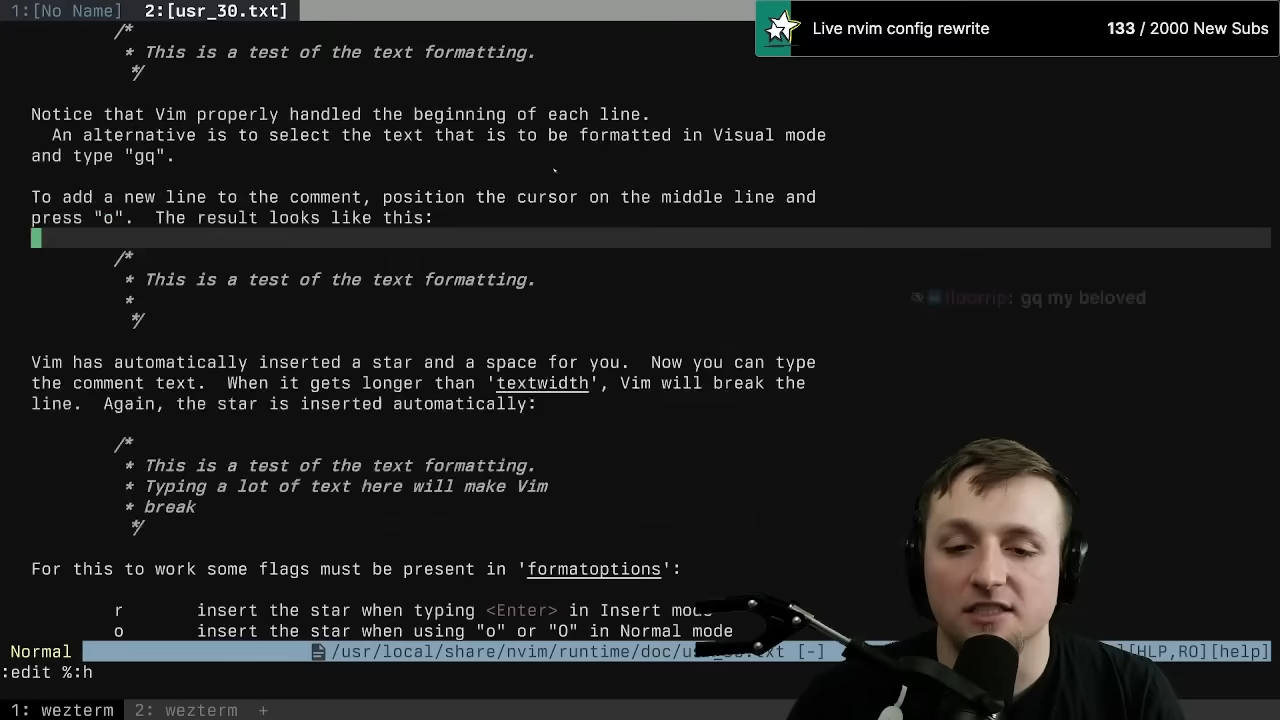 1:[No Name]  2:[usr_30.txt]
Live nvim config rewrite 133 / 2000 New Subs
/*
* This is a test of the text formatting.
*/
Notice that Vim properly handled the beginning of each line.
An alternative is to select the text that is to be formatted in Visual mode
and type "gq".
To add a new line to the comment, position the cursor on the middle line and
press "o".  The result looks like this:
/*
* This is a test of the text formatting.
*
*/
gq my beloved
Vim has automatically inserted a star and a space for you.  Now you can type
the comment text.  When it gets longer than 'textwidth', Vim will break the
line.  Again, the star is inserted automatically:
/*
* This is a test of the text formatting.
* Typing a lot of text here will make Vim
* break
*/
For this to work some flags must be present in 'formatoptions':
r insert the star when typing <Enter> in Insert mode
o insert the star when using "o" or "O" in Normal mode
Normal /usr/local/share/nvim/runtime/doc/usr_30.txt [-] [HLP,RO][help]
:edit %:h
1: wezterm  2: wezterm  +